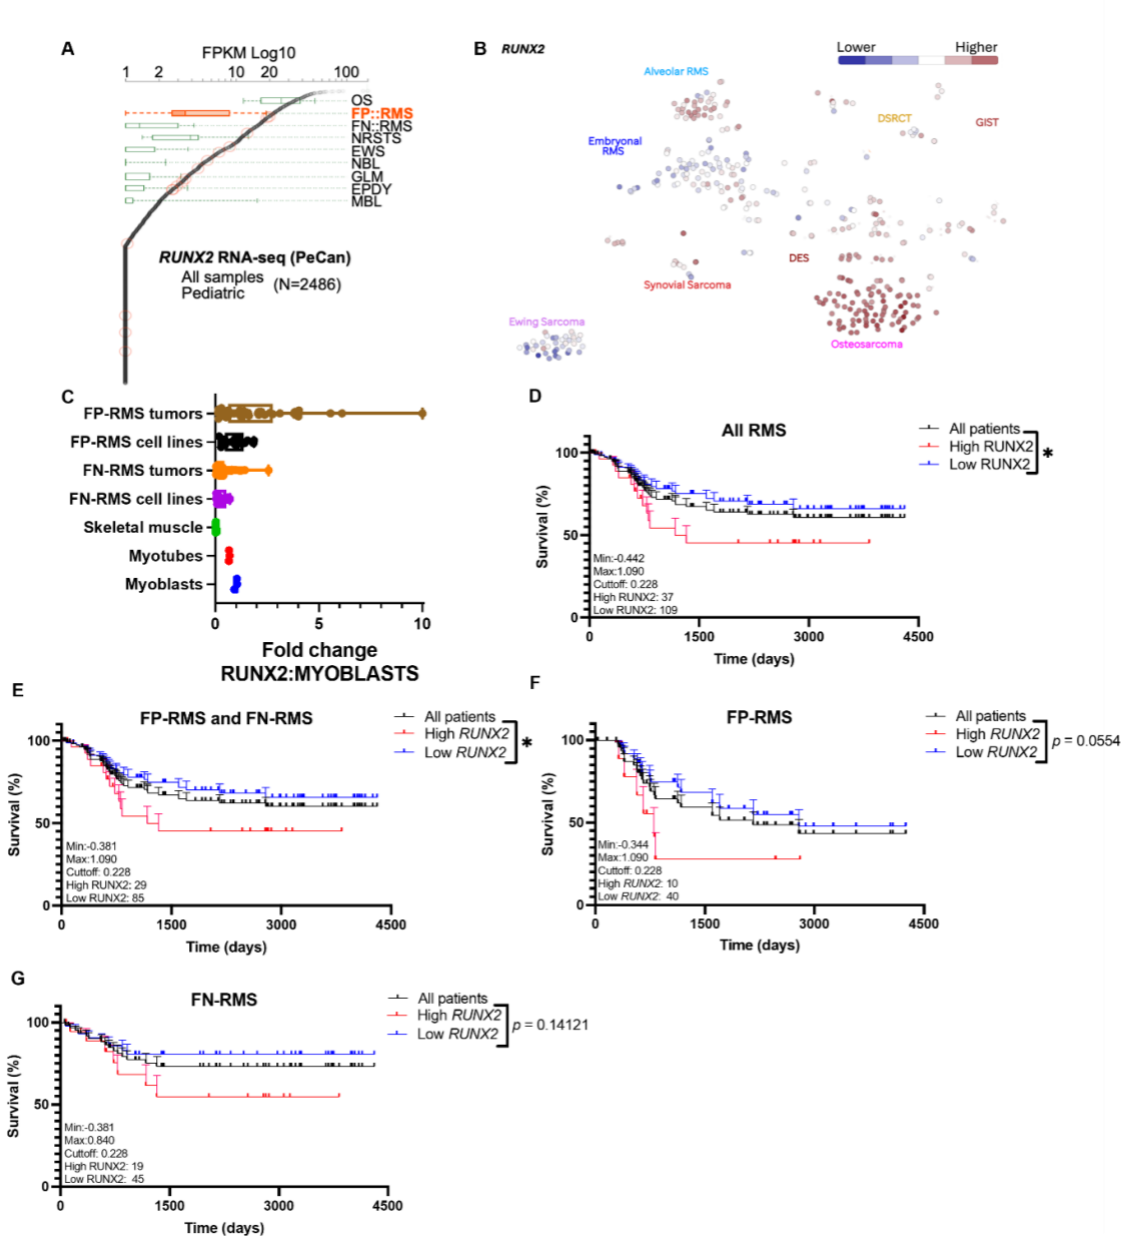 A
FPKM Log10
1 2 10 20 100
OS
FP::RMS
FN::RMS
NRSTS
EWS
NBL
GLM
EPDY
MBL
RUNX2 RNA-seq (PeCan)
All samples
Pediatric
(N=2486)
B
RUNX2
Lower Higher
Alveolar RMS
DSRCT
GIST
Embryonal
RMS
DES
Synovial Sarcoma
Ewing Sarcoma
Osteosarcoma
C
FP-RMS tumors
FP-RMS cell lines
FN-RMS tumors
FN-RMS cell lines
Skeletal muscle
Myotubes
Myoblasts
0 5 10
Fold change
RUNX2:MYOBLASTS
D
All RMS
All patients
High RUNX2
Low RUNX2
*
Survival (%)
100
50
0
Min:-0.442
Max:1.090
Cuttoff: 0.228
High RUNX2: 37
Low RUNX2: 109
0 1500 3000 4500
Time (days)
E
FP-RMS and FN-RMS
All patients
High RUNX2
Low RUNX2
*
Survival (%)
100
50
0
Min:-0.381
Max:1.090
Cuttoff: 0.228
High RUNX2: 29
Low RUNX2: 85
0 1500 3000 4500
Time (days)
F
FP-RMS
All patients
High RUNX2
Low RUNX2
p = 0.0554
Survival (%)
100
50
0
Min:-0.344
Max:1.090
Cuttoff: 0.228
High RUNX2: 10
Low RUNX2: 40
0 1500 3000 4500
Time (days)
G
FN-RMS
All patients
High RUNX2
Low RUNX2
p = 0.14121
Survival (%)
100
50
0
Min:-0.381
Max:0.840
Cuttoff: 0.228
High RUNX2: 19
Low RUNX2: 45
0 1500 3000 4500
Time (days)